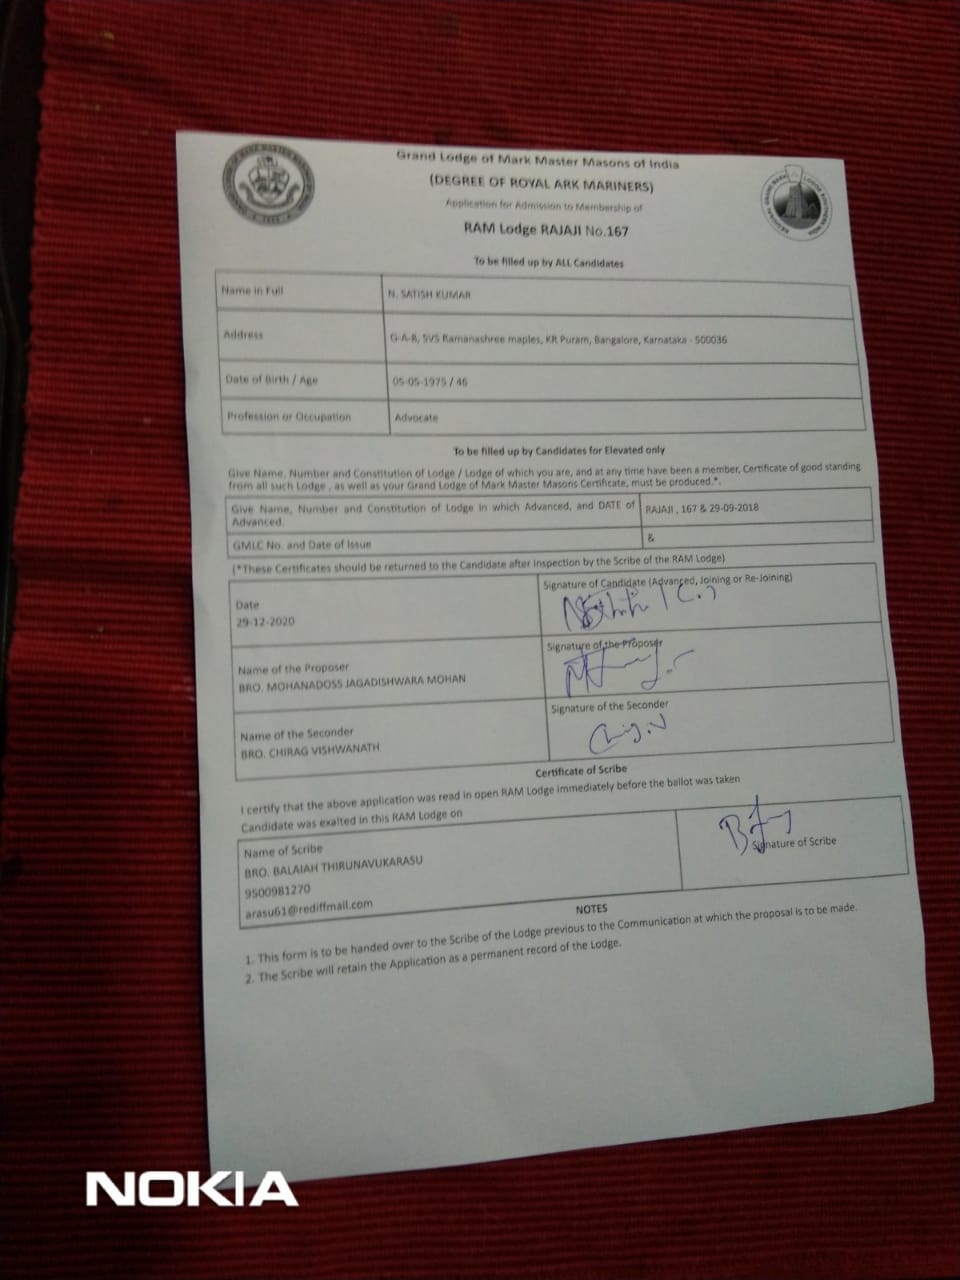 Grand Lodge of Mark Master Masons of India
(DEGREE OF ROYAL ARK MARINERS)
Application for Admission to Membership of
RAM Lodge RAJAJI No.167
To be filled up by ALL Candidates
Name in Full
N. SATISH KUMAR
Address
G-A-8, SVS Ramanashree maples, KR Puram, Bangalore, Karnataka - 500036
Date of Birth / Age
05-05-1975 / 46
Profession or Occupation
Advocate
To be filled up by Candidates for Elevated only
Give Name, Number and Constitution of Lodge / Lodge of which you are, and at any time have been a member, Certificate of good standing
from all such Lodge , as well as your Grand Lodge of Mark Master Masons Certificate, must be produced.*.
Give Name, Number and Constitution of Lodge in which Advanced, and DATE of
Advanced.
RAJAJI , 167 & 29-09-2018
GMLC No. and Date of Issue
&
(*These Certificates should be returned to the Candidate after Inspection by the Scribe of the RAM Lodge)
Date
29-12-2020
Signature of Candidate (Advanced, Joining or Re-Joining)
Name of the Proposer
BRO. MOHANADOSS JAGADISHWARA MOHAN
Signature of the Proposer
Name of the Seconder
BRO. CHIRAG VISHWANATH
Signature of the Seconder
Certificate of Scribe
I certify that the above application was read in open RAM Lodge immediately before the ballot was taken
Candidate was exalted in this RAM Lodge on
Name of Scribe
BRO. BALAIAH THIRUNAVUKARASU
9500981270
arasu61@rediffmail.com
Signature of Scribe
NOTES
1. This form is to be handed over to the Scribe of the Lodge previous to the Communication at which the proposal is to be made.
2. The Scribe will retain the Application as a permanent record of the Lodge.
NOKIA